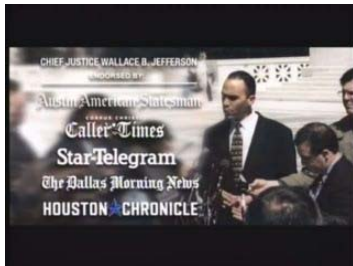 CHIEF JUSTICE WALLACE B. JEFFERSON
ENDORSED BY:
Austin American-Statesman
CORPUS CHRISTI
Caller Times
Star-Telegram
The Dallas Morning News
HOUSTON CHRONICLE